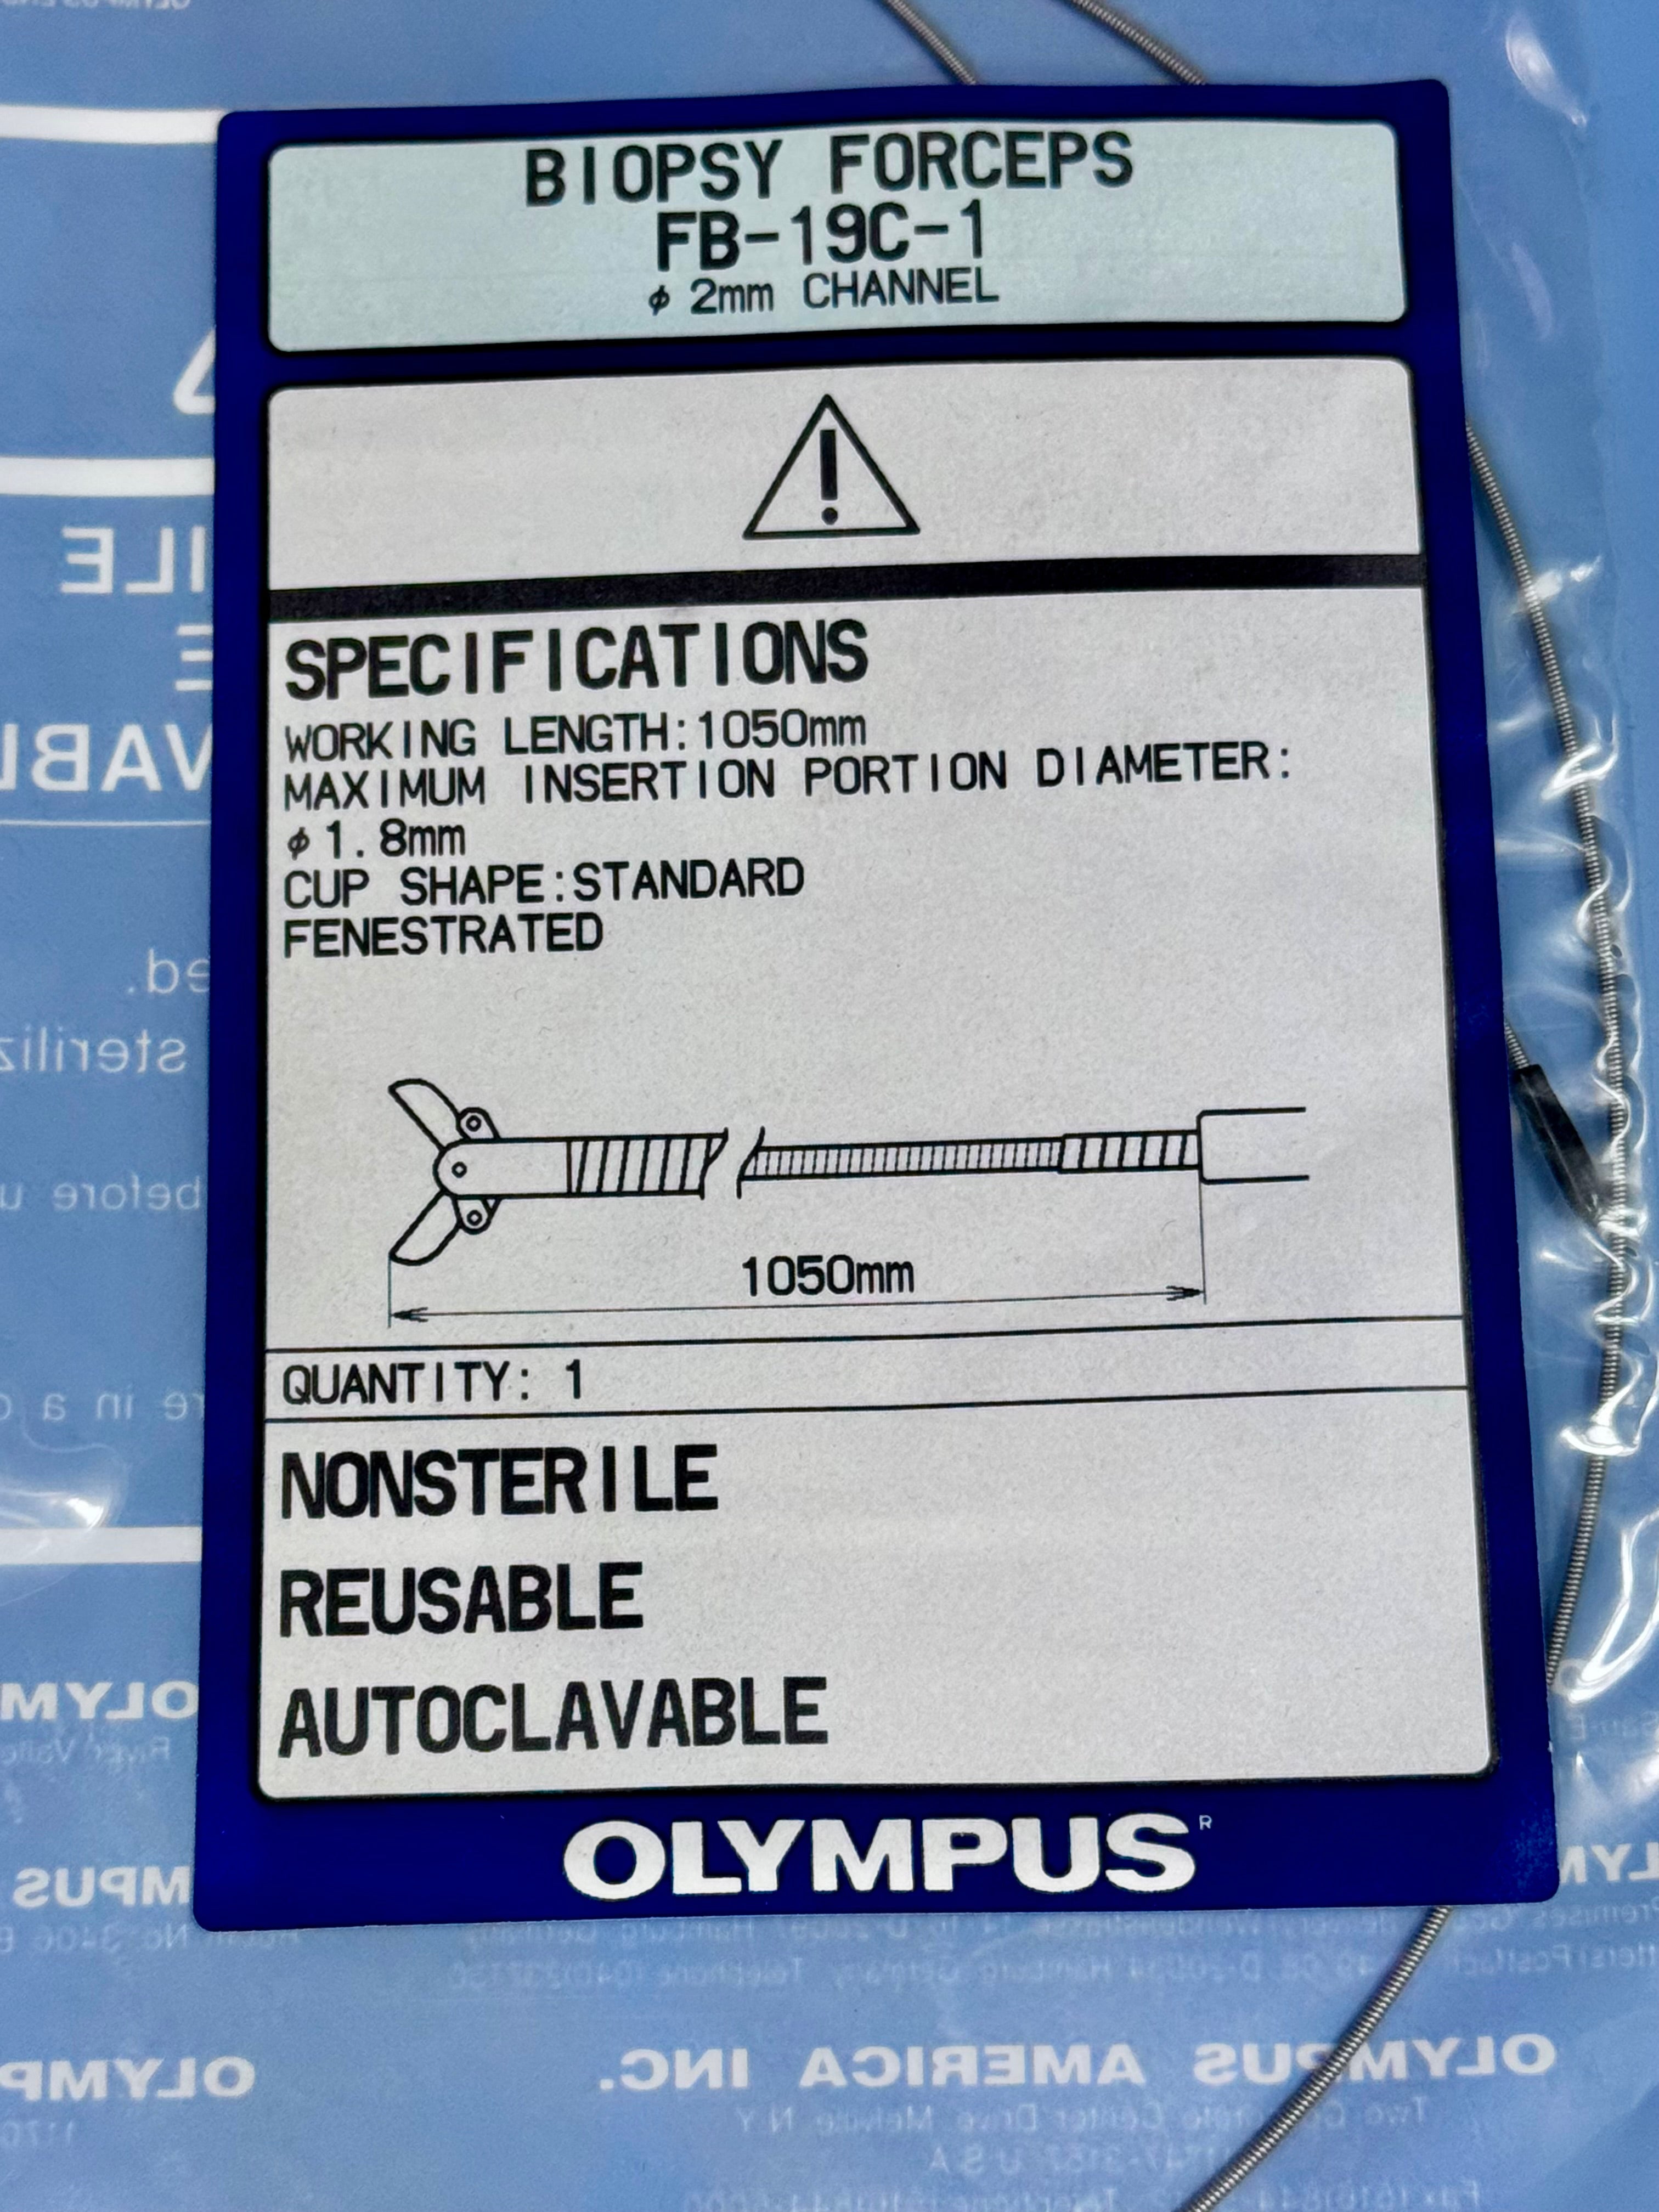 BIOPSY FORCEPS
FB-19C-1
φ 2mm CHANNEL
SPECIFICATIONS
WORKING LENGTH:1050mm
MAXIMUM INSERTION PORTION DIAMETER:
φ1.8mm
CUP SHAPE:STANDARD
FENESTRATED
1050mm
QUANTITY: 1
NONSTERILE
REUSABLE
AUTOCLAVABLE
OLYMPUS®
before
OLYMPUS AMERICA INC.